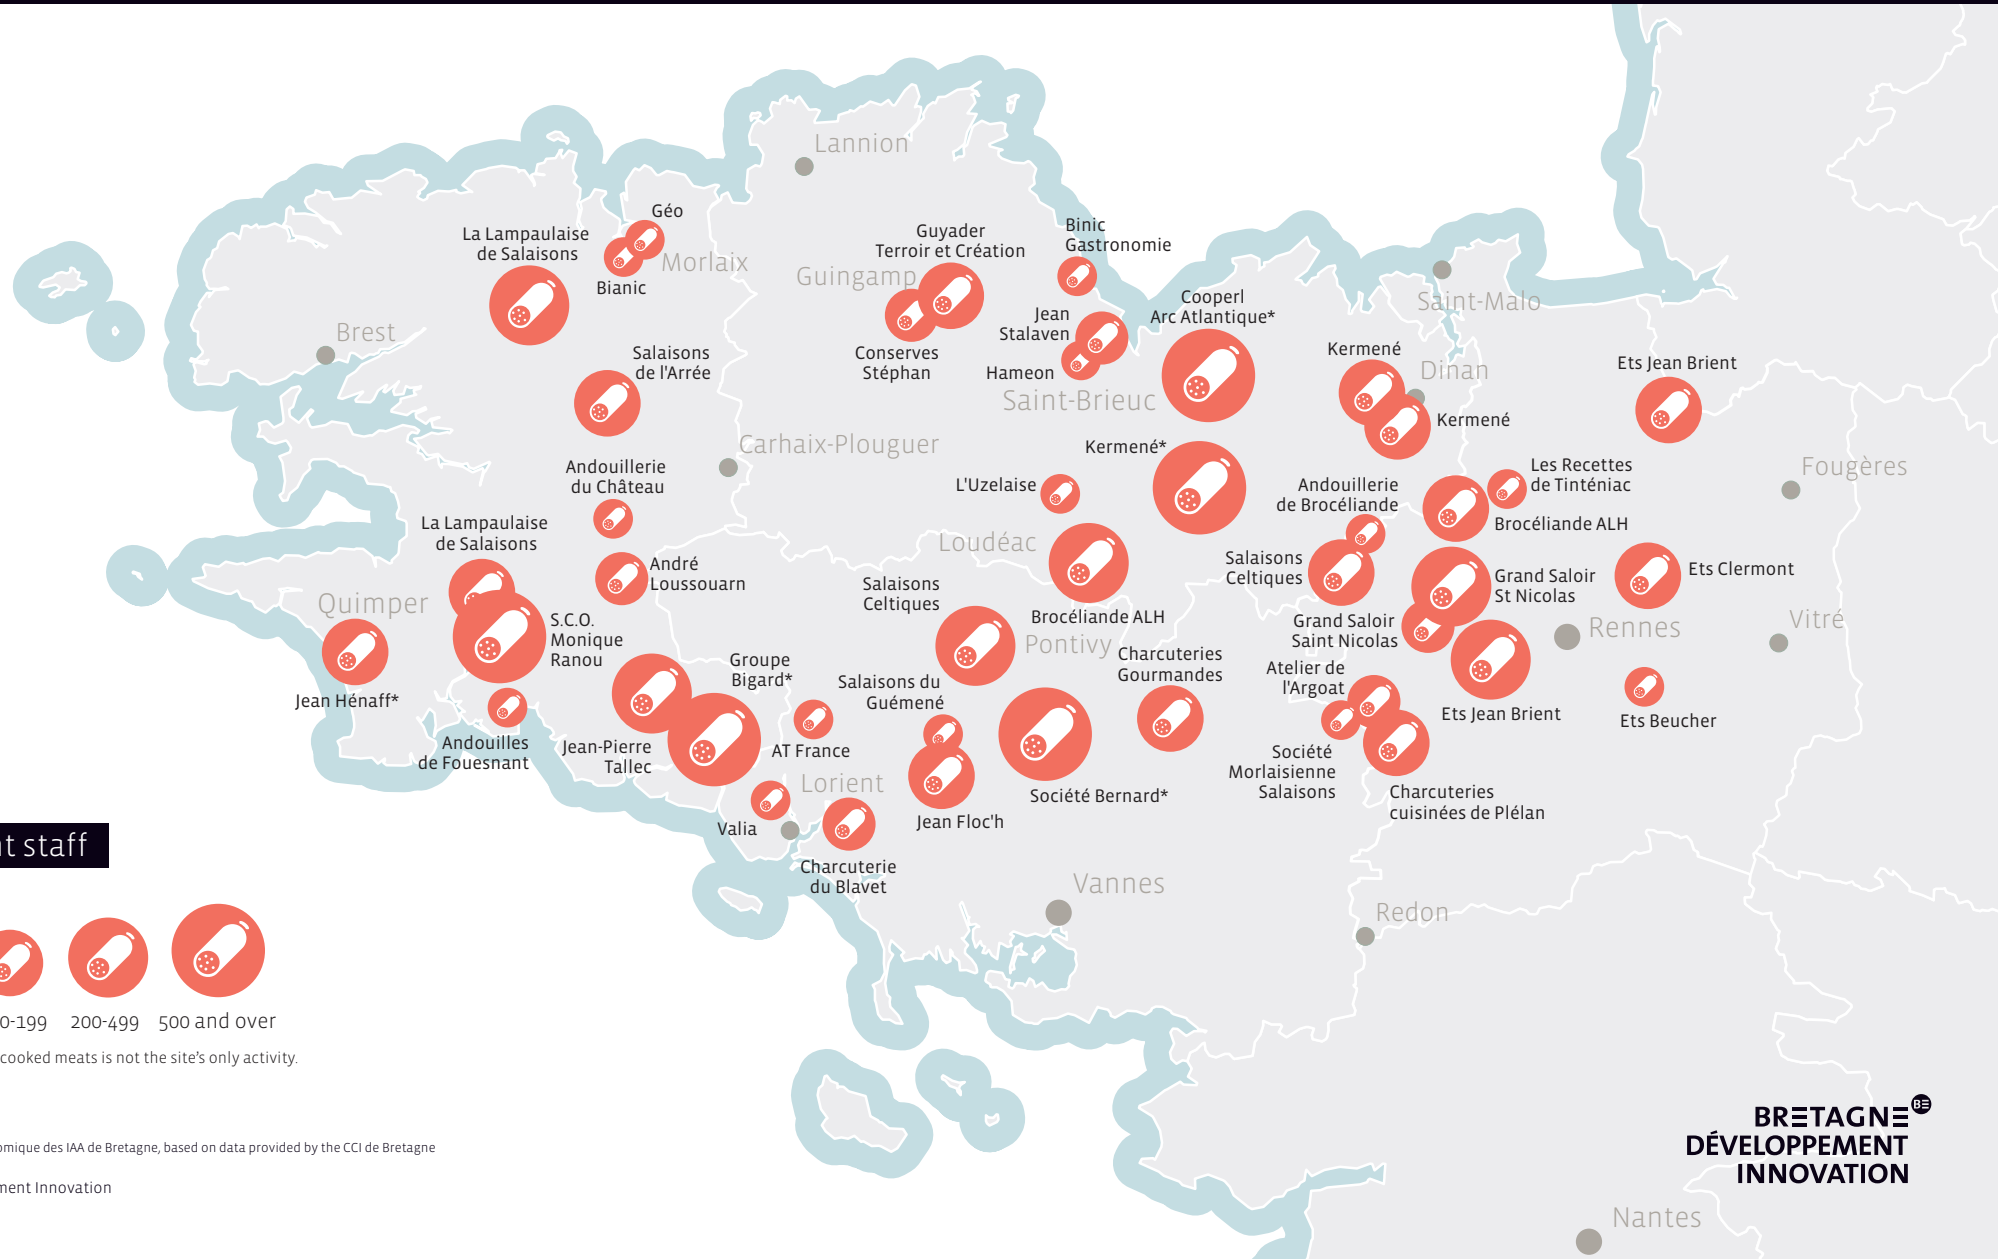 Lannion
Géo
La Lampaulaise
de Salaisons
Morlaix
Bianic
Guyader
Terroir et Création
Guingamp
Binic
Gastronomie
Saint-Malo
Cooperl
Arc Atlantique*
Jean
Stalaven
Brest
Salaisons
de l'Arrée
Conserves
Stéphan
Hameon
Saint-Brieuc
Kermené
Dinan
Ets Jean Brient
Kermené
Carhaix-Plouguer
Kermené*
Andouillerie
du Château
L'Uzelaise
Andouillerie
de Brocéliande
Les Recettes
de Tinténiac
Fougères
La Lampaulaise
de Salaisons
Brocéliande ALH
Loudéac
André
Loussouarn
Salaisons
Celtiques
Salaisons
Celtiques
Grand Saloir
St Nicolas
Ets Clermont
Quimper
S.C.O.
Monique
Ranou
Brocéliande ALH
Pontivy
Grand Saloir
Saint Nicolas
Rennes
Vitré
Groupe
Bigard*
Charcuteries
Gourmandes
Salaisons du
Guémené
Atelier de
l'Argoat
Jean Hénaff*
Ets Jean Brient
Ets Beucher
Andouilles
de Fouesnant
Jean-Pierre
Tallec
AT France
Lorient
Société
Morlaisienne
Salaisons
Société Bernard*
Charcuteries
cuisinées de Plélan
Valia
Jean Floc'h
Charcuterie
du Blavet
Vannes
Redon
nt staff
0-199
200-499
500 and over
cooked meats is not the site's only activity.
omique des IAA de Bretagne, based on data provided by the CCI de Bretagne
ment Innovation
BRETAGNE
BE
DÉVELOPPEMENT
INNOVATION
Nantes